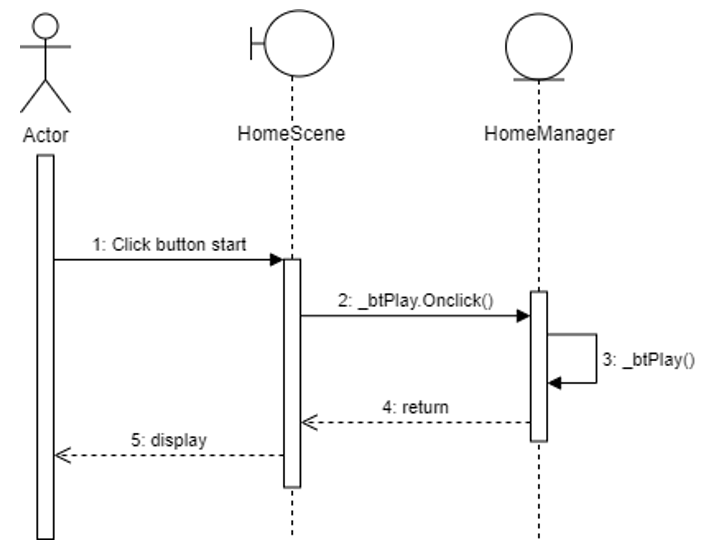 Actor
HomeScene
HomeManager
1: Click button start
2: _btPlay.Onclick()
3: _btPlay()
4: return
5: display